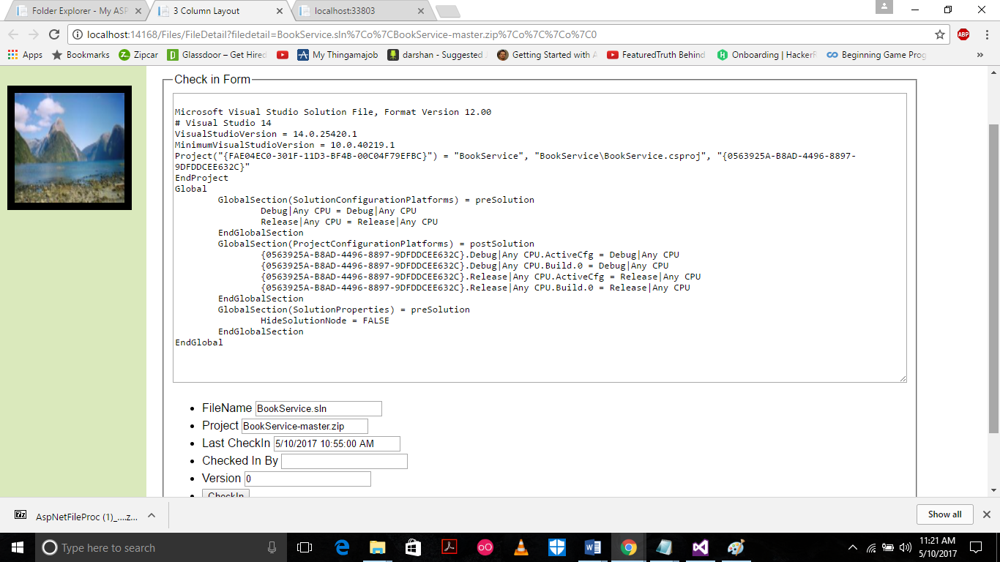 Folder Explorer - My ASP
3 Column Layout
localhost:33803
localhost:14168/Files/FileDetail?filedetail=BookService.sln%7Co%7CBookService-master.zip%7Co%7C%7Co%7C0
ABP
Apps
Bookmarks
Zipcar
Glassdoor – Get Hired
My Thingamajob
darshan - Suggested
Getting Started with A
FeaturedTruth Behind
Onboarding | HackerR
Beginning Game Prog
»
Check in Form
Microsoft Visual Studio Solution File, Format Version 12.00
# Visual Studio 14
VisualStudioVersion = 14.0.25420.1
MinimumVisualStudioVersion = 10.0.40219.1
Project("{FAE04EC0-301F-11D3-BF4B-00C04F79EFBC}") = "BookService", "BookService\BookService.csproj", "{0563925A-B8AD-4496-8897-
9DFDDCEE632C}"
EndProject
Global
GlobalSection(SolutionConfigurationPlatforms) = preSolution
Debug|Any CPU = Debug|Any CPU
Release|Any CPU = Release|Any CPU
EndGlobalSection
GlobalSection(ProjectConfigurationPlatforms) = postSolution
{0563925A-B8AD-4496-8897-9DFDDCEE632C}.Debug|Any CPU.ActiveCfg = Debug|Any CPU
{0563925A-B8AD-4496-8897-9DFDDCEE632C}.Debug|Any CPU.Build.0 = Debug|Any CPU
{0563925A-B8AD-4496-8897-9DFDDCEE632C}.Release|Any CPU.ActiveCfg = Release|Any CPU
{0563925A-B8AD-4496-8897-9DFDDCEE632C}.Release|Any CPU.Build.0 = Release|Any CPU
EndGlobalSection
GlobalSection(SolutionProperties) = preSolution
HideSolutionNode = FALSE
EndGlobalSection
EndGlobal
FileName BookService.sln
Project BookService-master.zip
Last CheckIn 5/10/2017 10:55:00 AM
Checked In By
Version 0
CheckIn
AspNetFileProc (1)_....z...
Show all
Type here to search
11:21 AM
5/10/2017